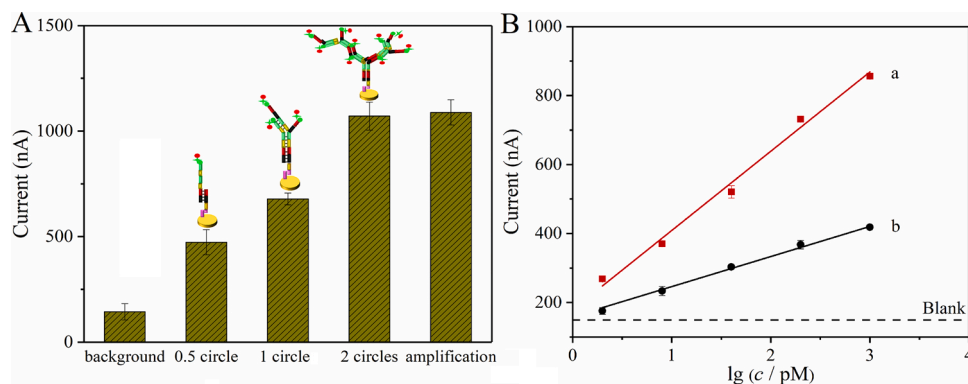 A
Current (nA)
1500
1000
500
0
background 0.5 circle 1 circle 2 circles amplification
B
Current (nA)
1000
800
600
400
200
a
b
Blank
0 1 2 3 4
lg (c / pM)